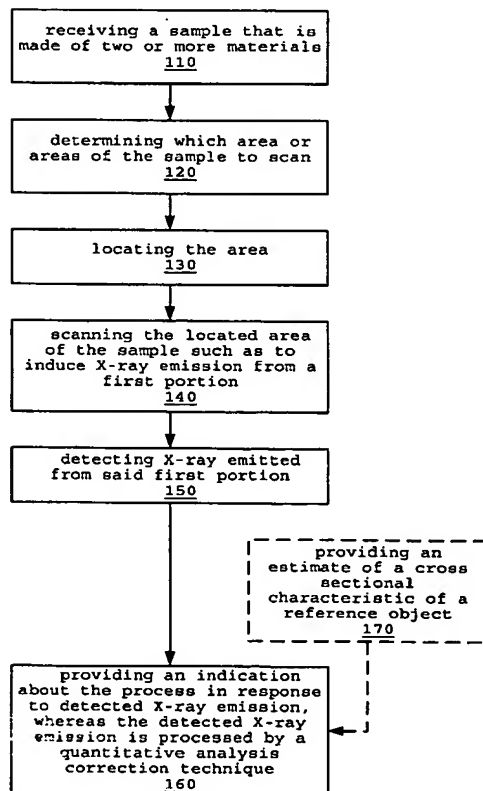 receiving a sample that is
made of two or more materials
110
determining which area or
areas of the sample to scan
120
locating the area
130
scanning the located area
of the sample such as to
induce X-ray emission from a
first portion
140
detecting X-ray emitted
from said first portion
150
providing an
estimate of a cross
sectional
characteristic of a
reference object
170
providing an indication
about the process in response
to detected X-ray emission,
whereas the detected X-ray
emission is processed by a
quantitative analysis
correction technique
160